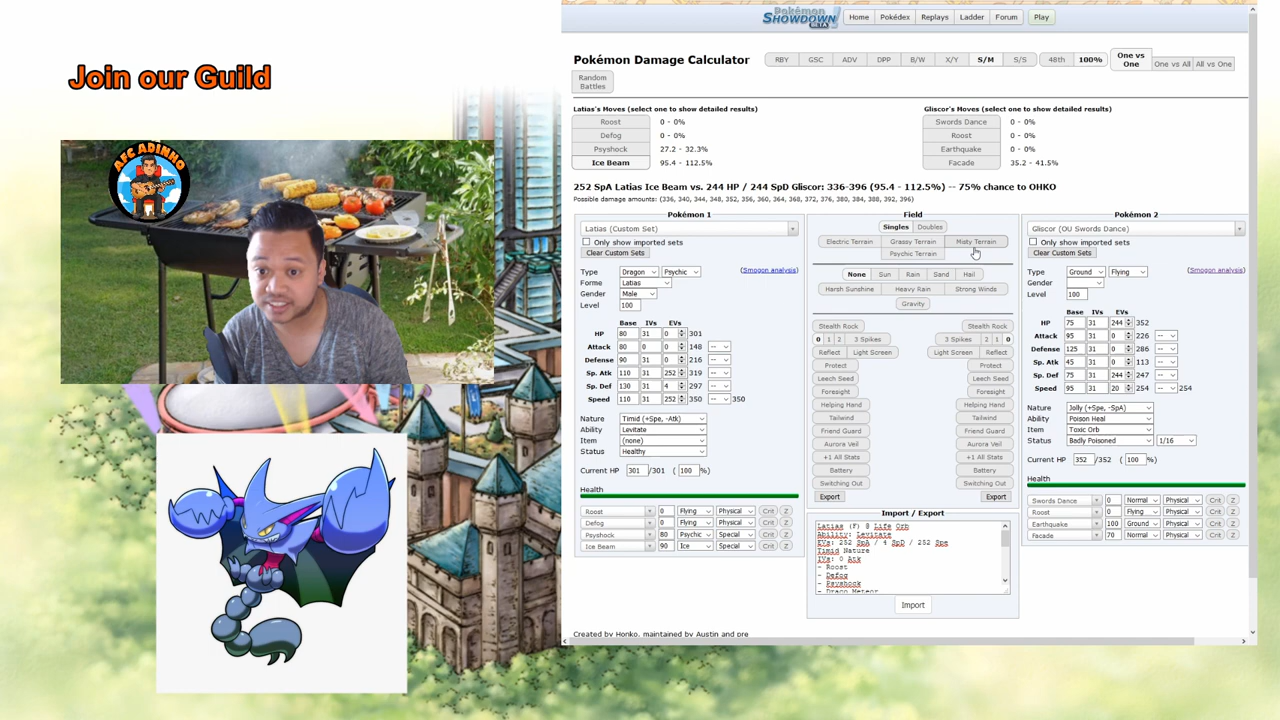 Join our Guild
AFC ADINHO
Pokémon
SHOWDOWN
BETA
Home Pokédex Replays Ladder Forum Play
Pokémon Damage Calculator
RBY GSC ADV DPP B/W X/Y S/M S/S 48th 100% One vs One One vs All All vs One
Random Battles
Latias's Moves (select one to show detailed results)
Roost 0 - 0%
Defog 0 - 0%
Psyshock 27.2 - 32.3%
Ice Beam 95.4 - 112.5%
Gliscor's Moves (select one to show detailed results)
Swords Dance 0 - 0%
Roost 0 - 0%
Earthquake 0 - 0%
Facade 35.2 - 41.5%
252 SpA Latias Ice Beam vs. 244 HP / 244 SpD Gliscor: 336-396 (95.4 - 112.5%) -- 75% chance to OHKO
Possible damage amounts: (336, 340, 344, 348, 352, 356, 360, 364, 368, 372, 376, 380, 384, 388, 392, 396)
Pokémon 1
Latias (Custom Set)
Only show imported sets
Clear Custom Sets
Type Dragon Psychic (Smogon analysis)
Forme Latias
Gender Male
Level 100
Base IVs EVs
HP 80 31 0 301
Attack 80 0 0 148 --
Defense 90 31 0 216 --
Sp. Atk 110 31 252 319 --
Sp. Def 130 31 4 297 --
Speed 110 31 252 350 -- 350
Nature Timid (+Spe, -Atk)
Ability Levitate
Item (none)
Status Healthy
Current HP 301 /301 ( 100 %)
Health
Roost 0 Flying Physical Crit Z
Defog 0 Flying Physical Crit Z
Psyshock 80 Psychic Special Crit Z
Ice Beam 90 Ice Special Crit Z
Field
Singles Doubles
Electric Terrain Grassy Terrain Misty Terrain
Psychic Terrain
None Sun Rain Sand Hail
Harsh Sunshine Heavy Rain Strong Winds
Gravity
Stealth Rock Stealth Rock
0 1 2 3 Spikes 3 Spikes 2 1 0
Reflect Light Screen Light Screen Reflect
Protect Protect
Leech Seed Leech Seed
Foresight Foresight
Helping Hand Helping Hand
Tailwind Tailwind
Friend Guard Friend Guard
Aurora Veil Aurora Veil
+1 All Stats +1 All Stats
Battery Battery
Switching Out Switching Out
Export Export
Import / Export
Latias (F) @ Life Orb
Ability: Levitate
EVs: 252 SpA / 4 SpD / 252 Spe
Timid Nature
IVs: 0 Atk
- Roost
- Defog
- Psyshock
- Draco Meteor
Import
Pokémon 2
Gliscor (OU Swords Dance)
Only show imported sets
Clear Custom Sets
Type Ground Flying (Smogon analysis)
Gender
Level 100
Base IVs EVs
HP 75 31 244 352
Attack 95 31 0 226 --
Defense 125 31 0 286 --
Sp. Atk 45 31 0 113 --
Sp. Def 75 31 244 247 --
Speed 95 31 20 254 -- 254
Nature Jolly (+Spe, -SpA)
Ability Poison Heal
Item Toxic Orb
Status Badly Poisoned 1/16
Current HP 352 /352 ( 100 %)
Health
Swords Dance 0 Normal Physical Crit Z
Roost 0 Flying Physical Crit Z
Earthquake 100 Ground Physical Crit Z
Facade 70 Normal Physical Crit Z
Created by Honko, maintained by Austin and pre